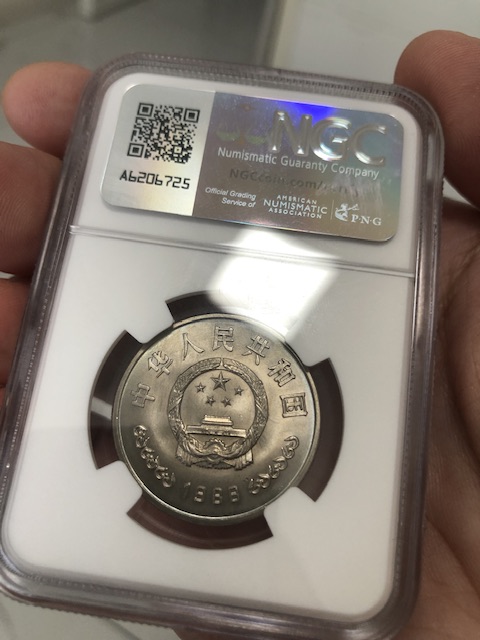 NGC
Numismatic Guaranty Company
A6206725
Official Grading
Service of
AMERICAN
NUMISMATIC
ASSOCIATION
PNG
中华人民共和国
1988